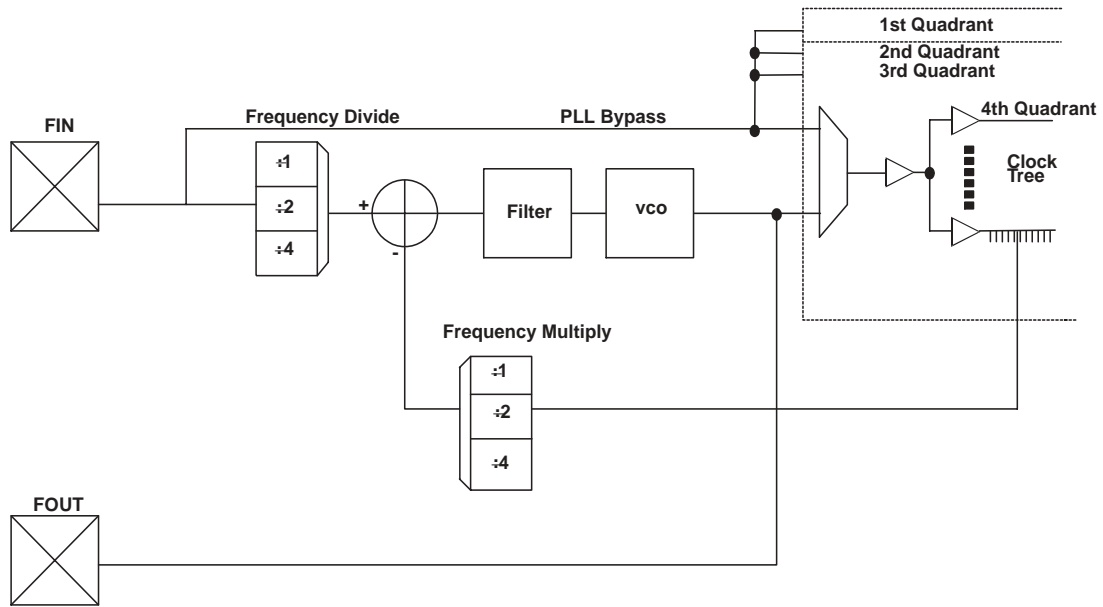 1st Quadrant
2nd Quadrant
3rd Quadrant
4th Quadrant
FIN
Frequency Divide
PLL Bypass
÷1
÷2
÷4
+
-
Filter
vco
Clock
Tree
Frequency Multiply
÷1
÷2
÷4
FOUT